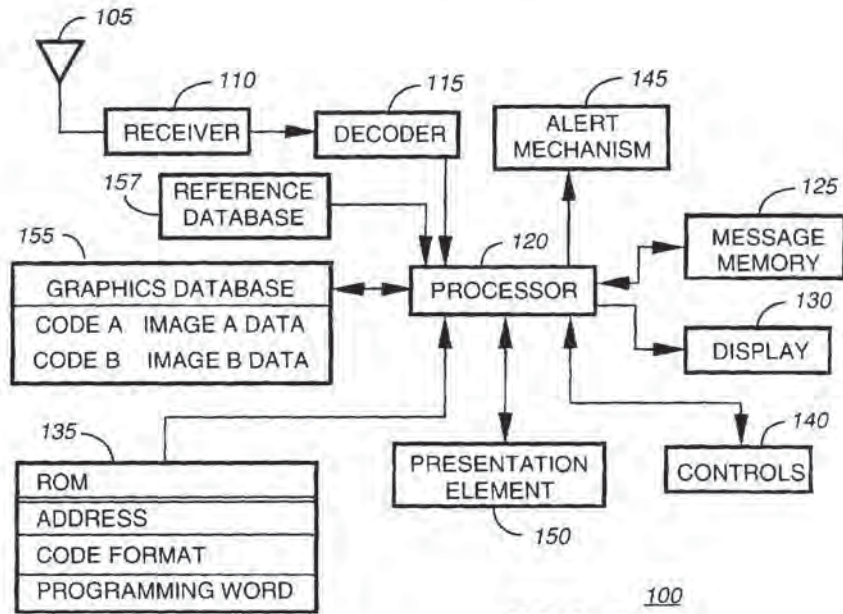 105
110
115
145
RECEIVER
DECODER
ALERT
MECHANISM
157
REFERENCE
DATABASE
125
155
120
MESSAGE
MEMORY
GRAPHICS DATABASE
PROCESSOR
130
CODE A IMAGE A DATA
CODE B IMAGE B DATA
DISPLAY
135
140
ROM
PRESENTATION
ELEMENT
CONTROLS
ADDRESS
150
CODE FORMAT
PROGRAMMING WORD
100